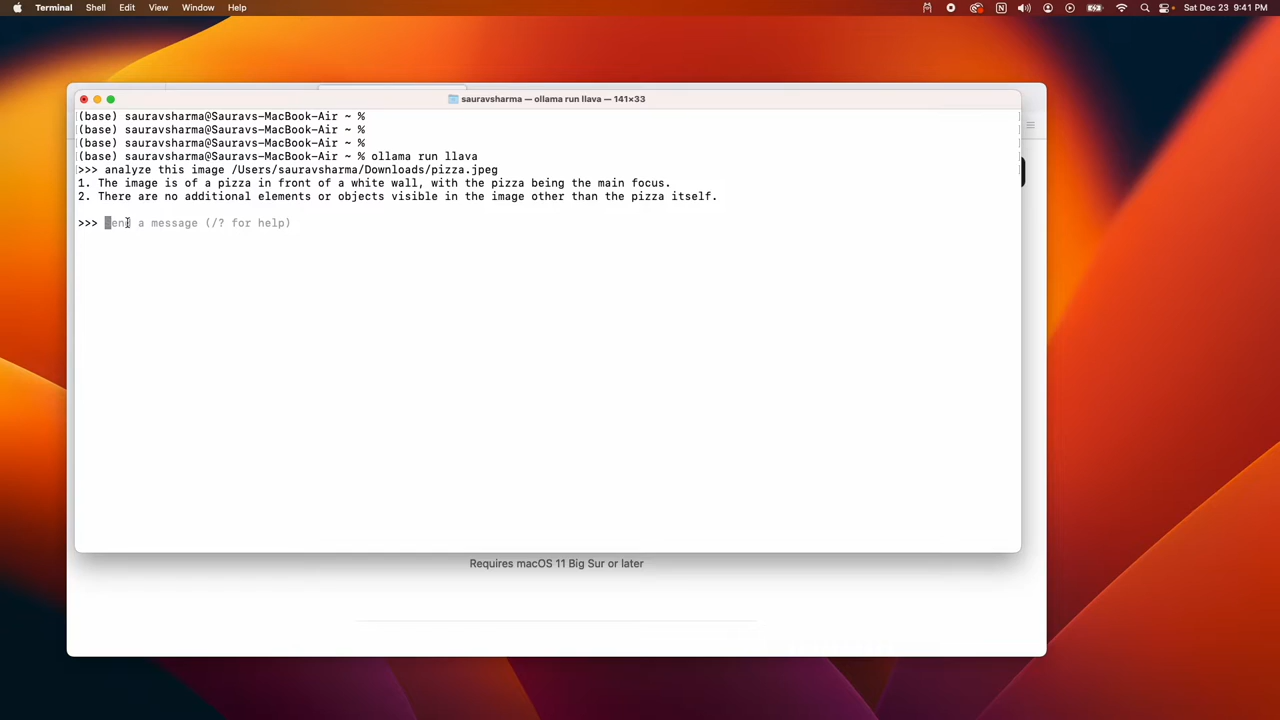 Terminal Shell Edit View Window Help Sat Dec 23 9:41 PM
sauravsharma — ollama run llava — 141×33
(base) sauravsharma@Sauravs-MacBook-Air ~ %
(base) sauravsharma@Sauravs-MacBook-Air ~ %
(base) sauravsharma@Sauravs-MacBook-Air ~ %
(base) sauravsharma@Sauravs-MacBook-Air ~ % ollama run llava
>>> analyze this image /Users/sauravsharma/Downloads/pizza.jpeg
1. The image is of a pizza in front of a white wall, with the pizza being the main focus.
2. There are no additional elements or objects visible in the image other than the pizza itself.
>>> Send a message (/? for help)
Requires macOS 11 Big Sur or later